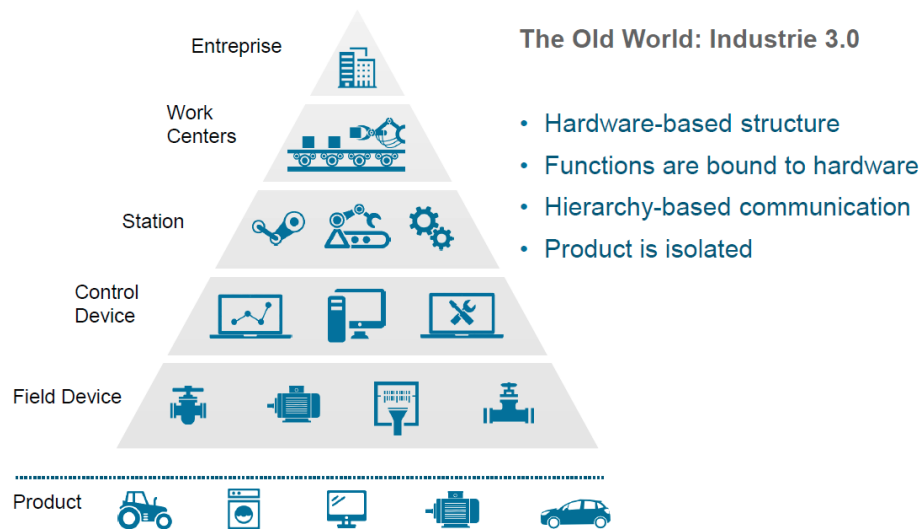 The Old World: Industrie 3.0
Entreprise
Work
Centers
Station
Control
Device
Field Device
Product
• Hardware-based structure
• Functions are bound to hardware
• Hierarchy-based communication
• Product is isolated